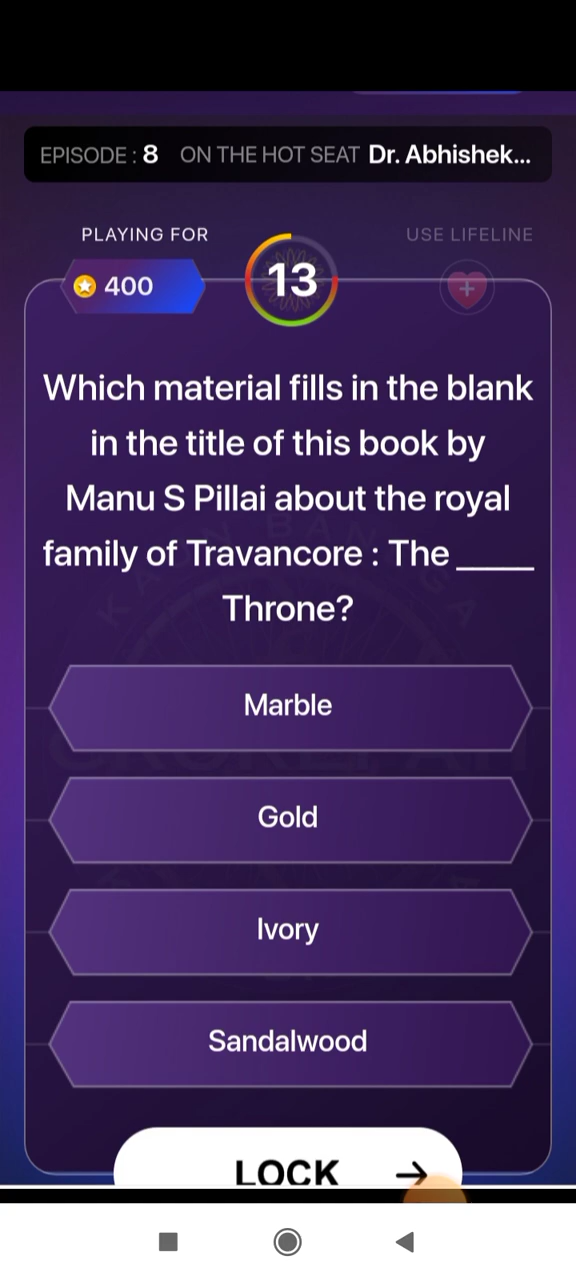 EPISODE : 8 ON THE HOT SEAT Dr. Abhishek...
PLAYING FOR
USE LIFELINE
400
13
Which material fills in the blank
in the title of this book by
Manu S Pillai about the royal
family of Travancore : The _____
Throne?
Marble
Gold
Ivory
Sandalwood
LOCK →